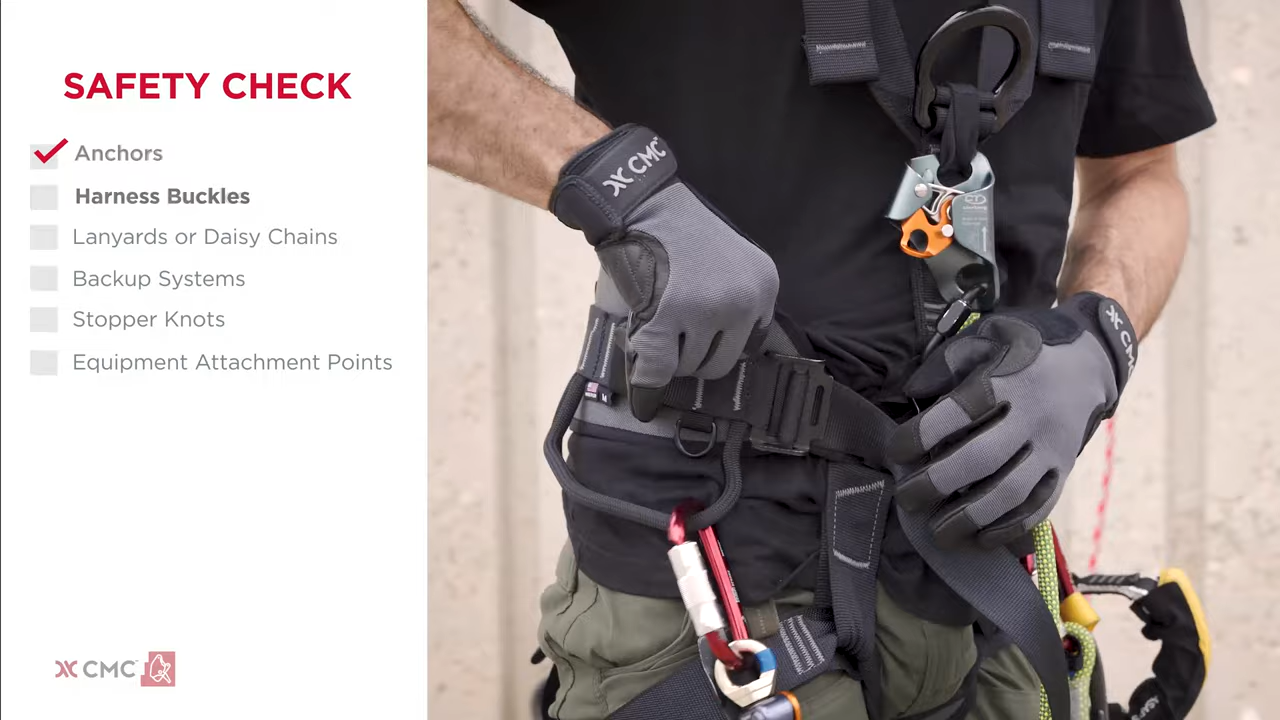 SAFETY CHECK
Anchors
Harness Buckles
Lanyards or Daisy Chains
Backup Systems
Stopper Knots
Equipment Attachment Points
CMC
CMC
CMC
M